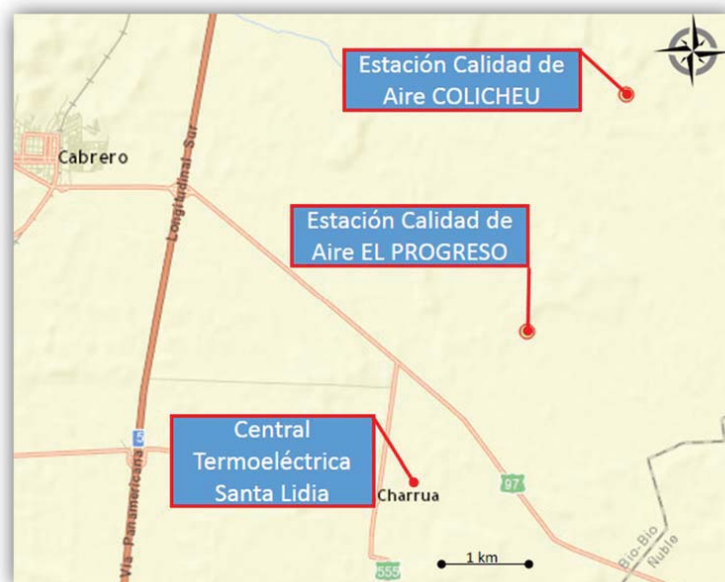 Estación Calidad de
Aire COLICHEU
Cabrero
Longitudinal Sur
Estación Calidad de
Aire EL PROGRESO
Central
Termoeléctrica
Santa Lidia
5
Charrua
97
Vis Panamericana
555
1 km
Bio-Bio
Ñuble